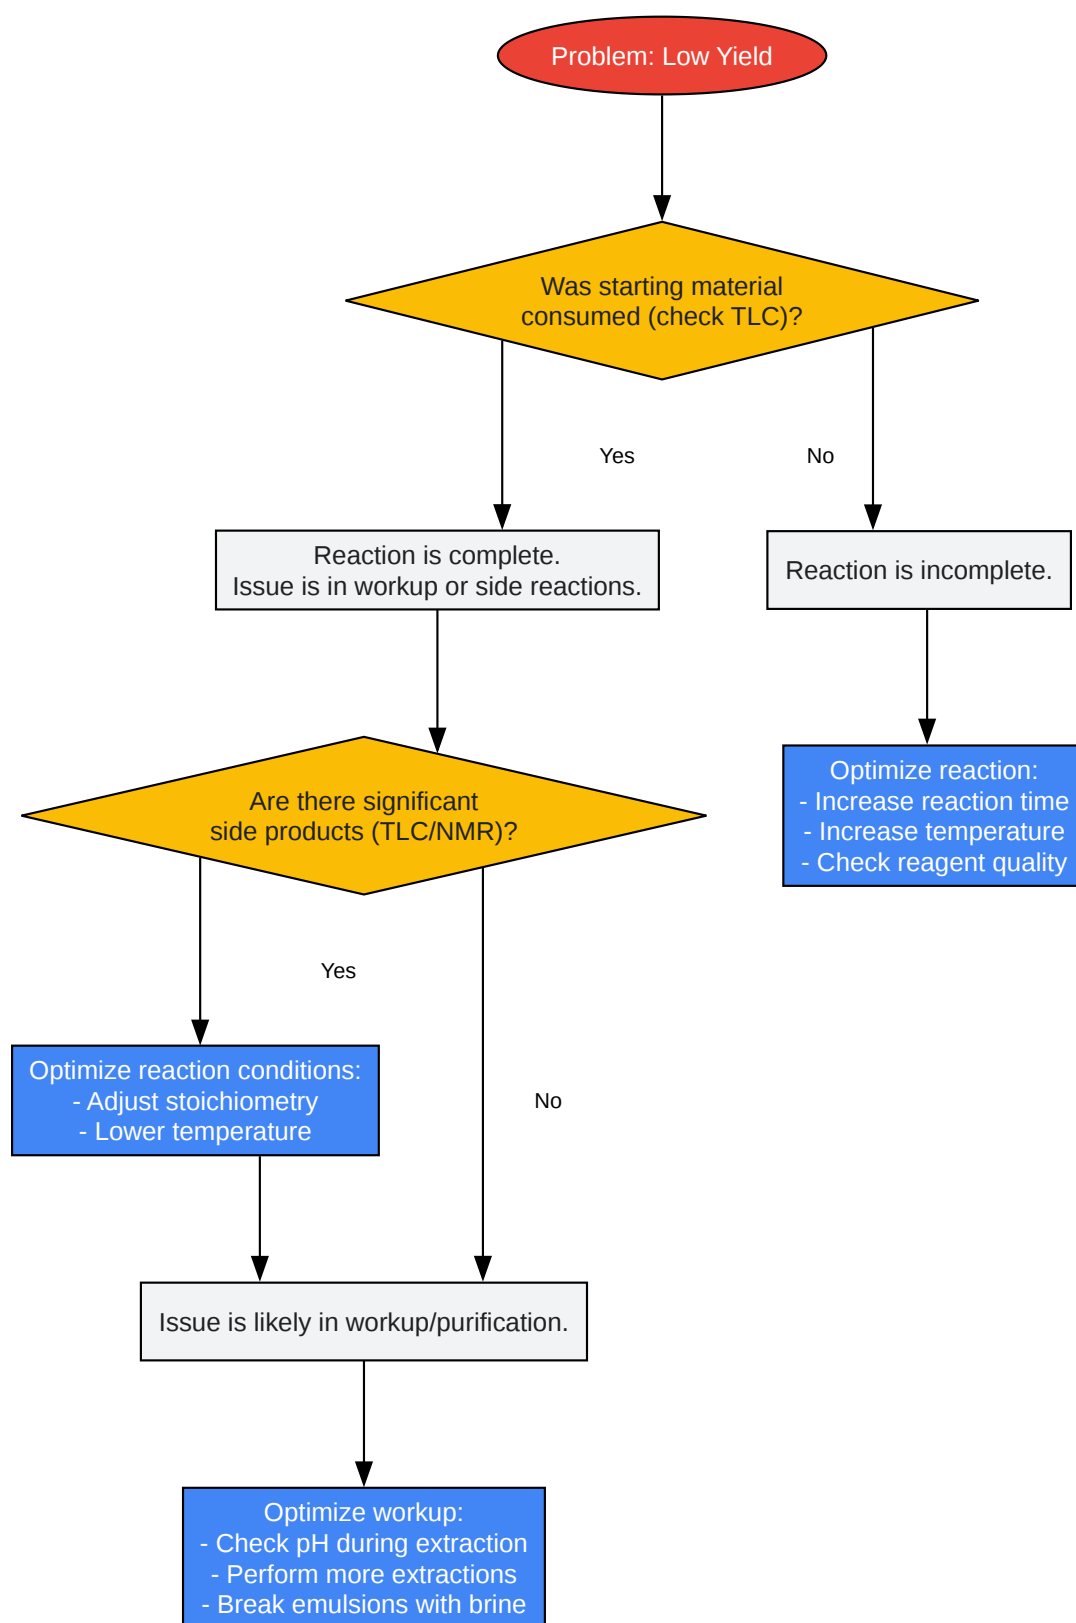 Problem: Low Yield
Was starting material
consumed (check TLC)?
Yes
No
Reaction is complete.
Issue is in workup or side reactions.
Reaction is incomplete.
Are there significant
side products (TLC/NMR)?
Optimize reaction:
- Increase reaction time
- Increase temperature
- Check reagent quality
Yes
No
Optimize reaction conditions:
- Adjust stoichiometry
- Lower temperature
Issue is likely in workup/purification.
Optimize workup:
- Check pH during extraction
- Perform more extractions
- Break emulsions with brine